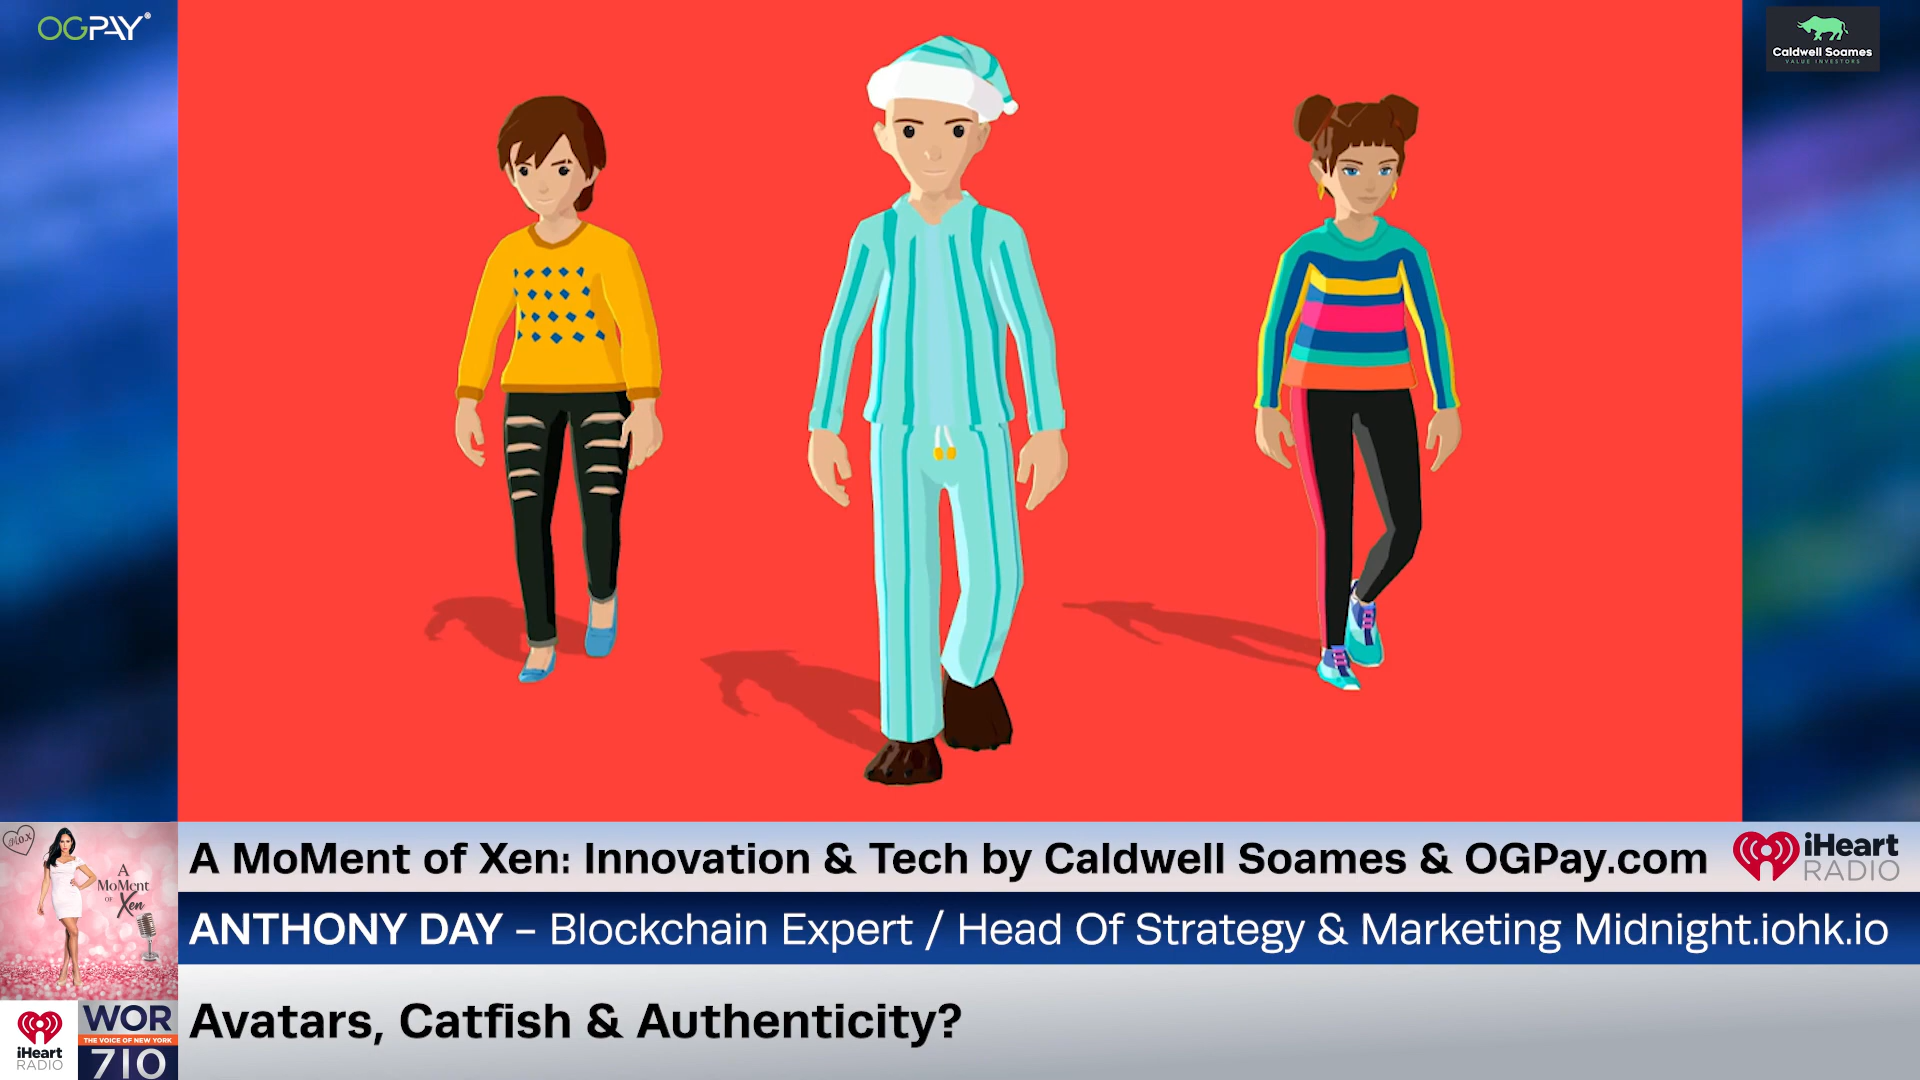 OGPAY®
Caldwell Soames
VALUE INVESTORS
A MoMent of Xen: Innovation & Tech by Caldwell Soames & OGPay.com
iHeart
RADIO
M.O.X
A
MoMent
OF
Xen
ANTHONY DAY – Blockchain Expert / Head Of Strategy & Marketing Midnight.iohk.io
Avatars, Catfish & Authenticity?
iHeart
RADIO
WOR
THE VOICE OF NEW YORK
710